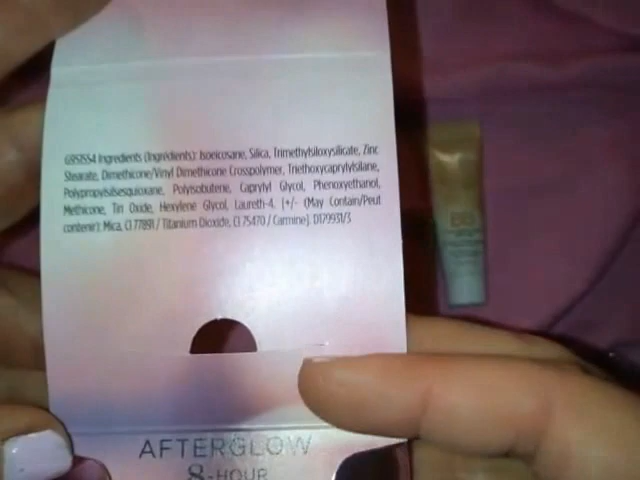 G951554 Ingredients (Ingrédients): Isoeicosane, Silica, Trimethylsiloxysilicate, Zinc
Stearate, Dimethicone/Vinyl Dimethicone Crosspolymer, Triethoxycaprylylsilane,
Polypropylsilsesquioxane, Polyisobutene, Caprylyl Glycol, Phenoxyethanol,
Methicone, Tin Oxide, Hexylene Glycol, Laureth-4. [+/- (May Contain/Peut
contenir): Mica, CI 77891 / Titanium Dioxide, CI 75470 / Carmine]. D179931/3
AFTERGLOW
8-HOUR
BB